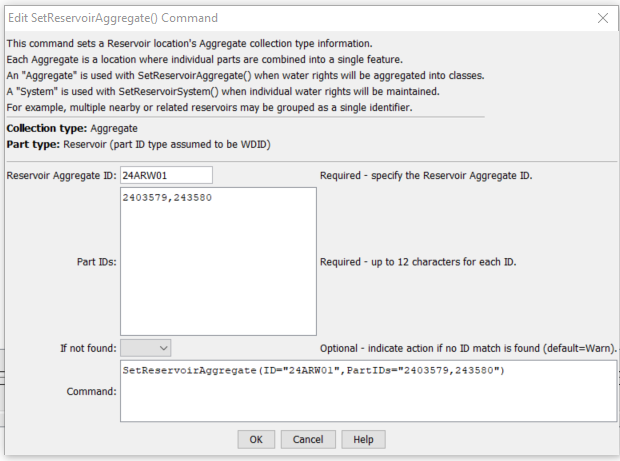 Edit SetReservoirAggregate() Command
This command sets a Reservoir location's Aggregate collection type information.
Each Aggregate is a location where individual parts are combined into a single feature.
An "Aggregate" is used with SetReservoirAggregate() when water rights will be aggregated into classes.
A "System" is used with SetReservoirSystem() when individual water rights will be maintained.
For example, multiple nearby or related reservoirs may be grouped as a single identifier.
Collection type: Aggregate
Part type: Reservoir (part ID type assumed to be WDID)
Reservoir Aggregate ID: 24ARW01 Required - specify the Reservoir Aggregate ID.
2403579,243580
Part IDs: Required - up to 12 characters for each ID.
If not found: Optional - indicate action if no ID match is found (default=Warn).
SetReservoirAggregate(ID="24ARW01",PartIDs="2403579,243580")
Command:
OK Cancel Help